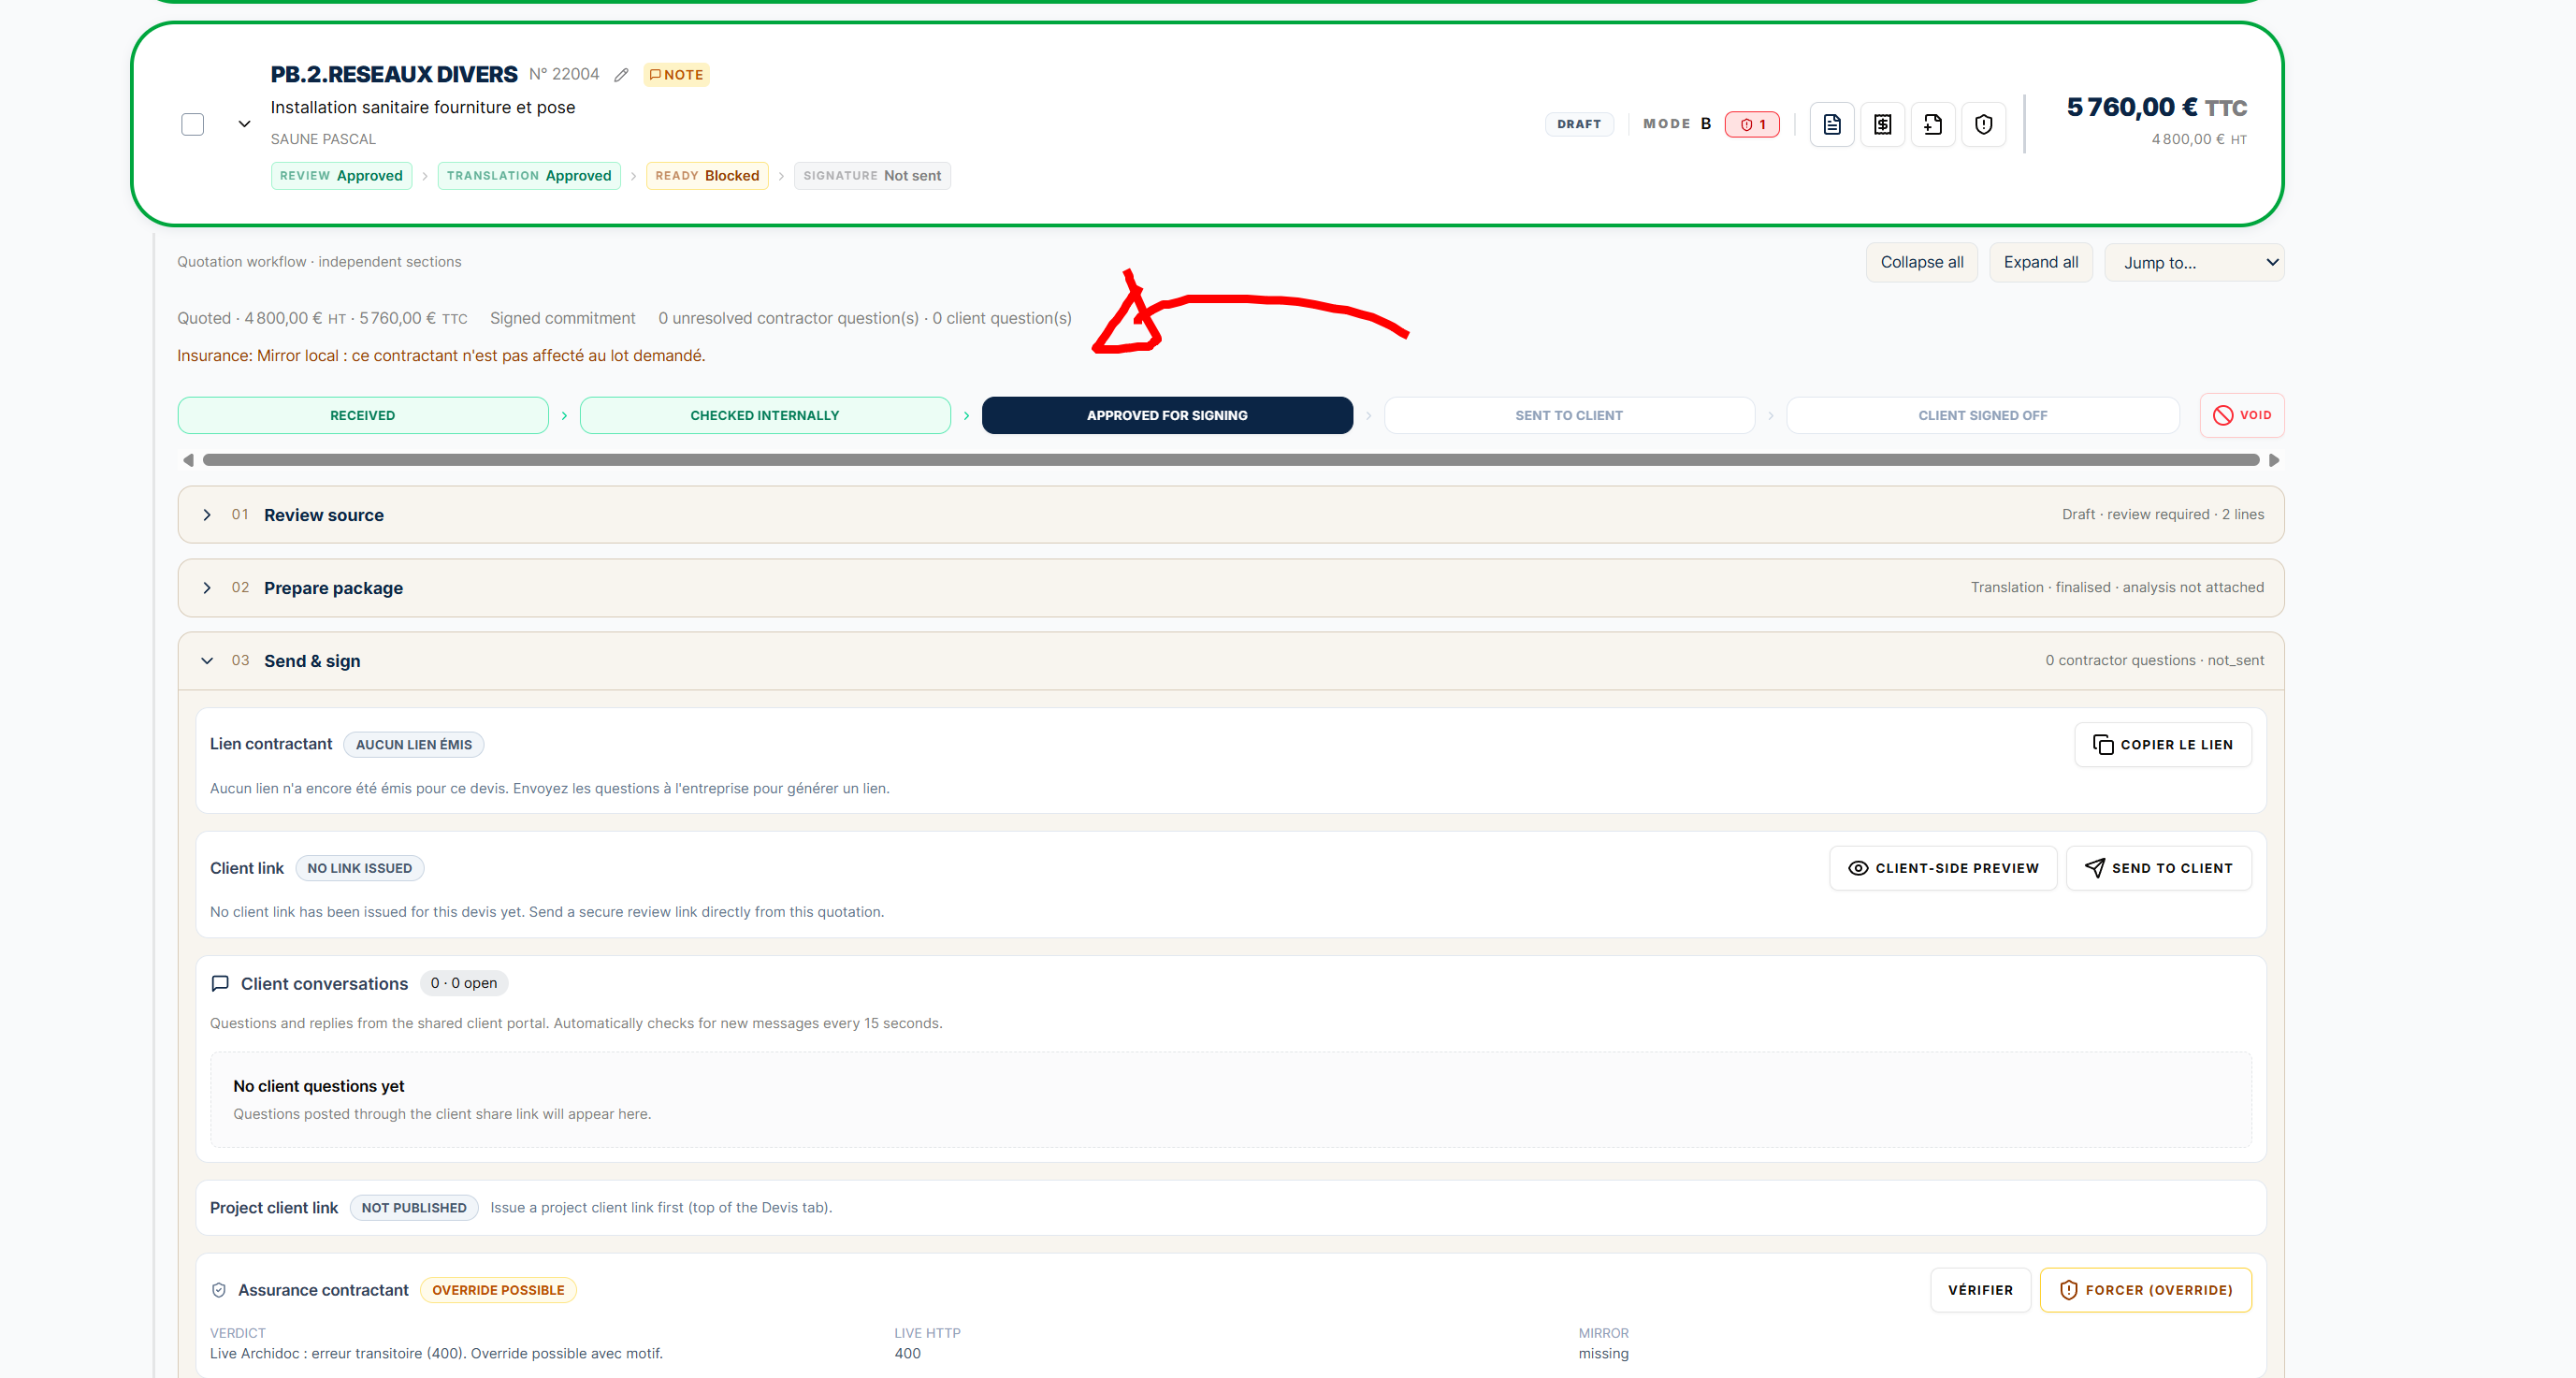 PB.2.RESEAUX DIVERS N° 22004 NOTE
Installation sanitaire fourniture et pose
SAUNE PASCAL
REVIEW Approved > TRANSLATION Approved > READY Blocked > SIGNATURE Not sent
DRAFT MODE B 1
5 760,00 € TTC
4 800,00 € HT
Quotation workflow · independent sections
Collapse all Expand all Jump to...
Quoted · 4 800,00 € HT · 5 760,00 € TTC Signed commitment 0 unresolved contractor question(s) · 0 client question(s)
Insurance: Mirror local : ce contractant n'est pas affecté au lot demandé.
RECEIVED > CHECKED INTERNALLY > APPROVED FOR SIGNING > SENT TO CLIENT > CLIENT SIGNED OFF VOID
01 Review source Draft · review required · 2 lines
02 Prepare package Translation · finalised · analysis not attached
03 Send & sign 0 contractor questions · not_sent
Lien contractant AUCUN LIEN ÉMIS COPIER LE LIEN
Aucun lien n'a encore été émis pour ce devis. Envoyez les questions à l'entreprise pour générer un lien.
Client link NO LINK ISSUED CLIENT-SIDE PREVIEW SEND TO CLIENT
No client link has been issued for this devis yet. Send a secure review link directly from this quotation.
Client conversations 0 · 0 open
Questions and replies from the shared client portal. Automatically checks for new messages every 15 seconds.
No client questions yet
Questions posted through the client share link will appear here.
Project client link NOT PUBLISHED Issue a project client link first (top of the Devis tab).
Assurance contractant OVERRIDE POSSIBLE VÉRIFIER FORCER (OVERRIDE)
VERDICT LIVE HTTP MIRROR
Live Archidoc : erreur transitoire (400). Override possible avec motif. 400 missing